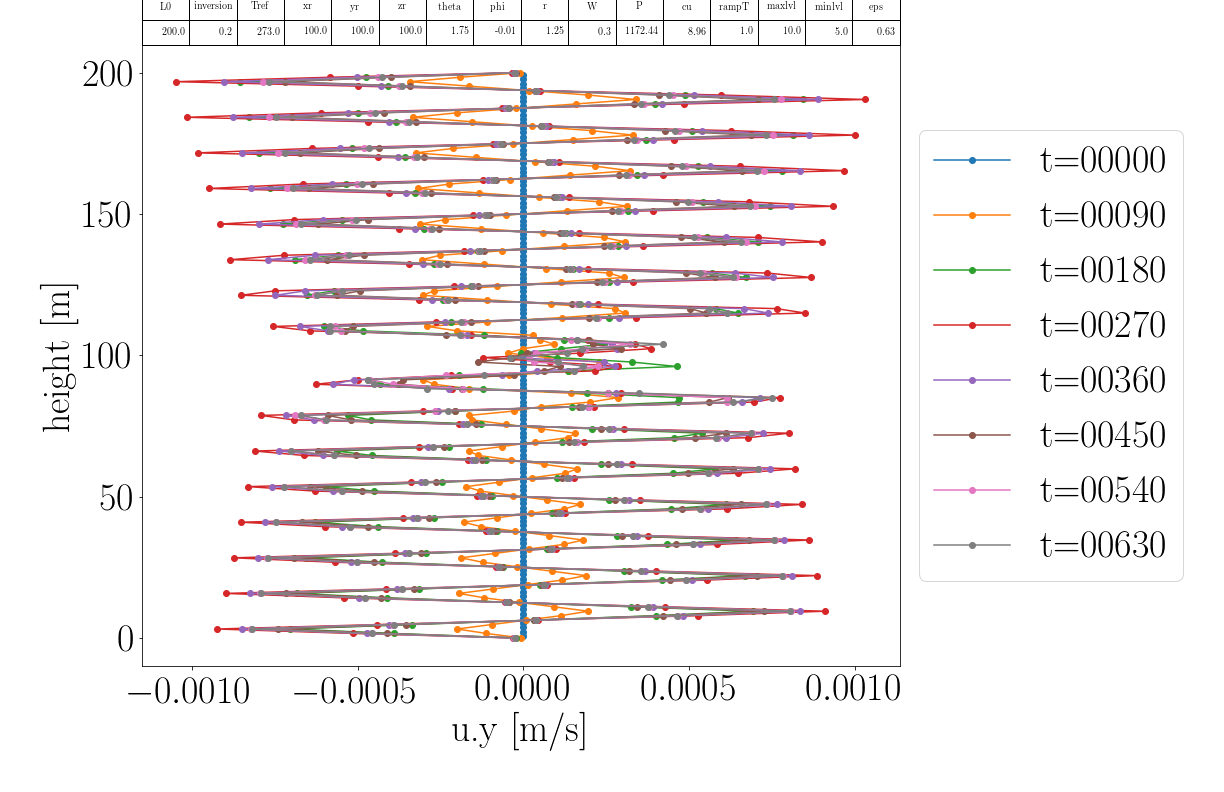 L0 inversion Tref xr yr zr theta phi r W P cu rampT maxlvl minlvl eps
200.0 0.2 273.0 100.0 100.0 100.0 1.75 -0.01 1.25 0.3 1172.44 8.96 1.0 10.0 5.0 0.63
200
150
100
50
0
height [m]
−0.0010 −0.0005 0.0000 0.0005 0.0010
u.y [m/s]
t=00000
t=00090
t=00180
t=00270
t=00360
t=00450
t=00540
t=00630